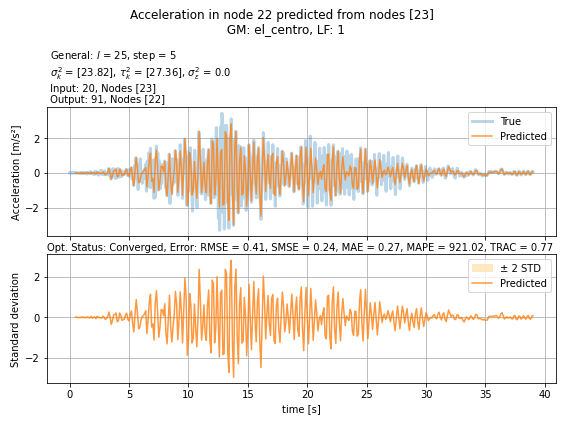 Acceleration in node 22 predicted from nodes [23]
GM: el_centro, LF: 1
General: l = 25, step = 5
σ²ₖ = [23.82], τ²ₖ = [27.36], σ²ε = 0.0
Input: 20, Nodes [23]
Output: 91, Nodes [22]
True
Predicted
2
0
−2
Acceleration [m/s²]
Opt. Status: Converged, Error: RMSE = 0.41, SMSE = 0.24, MAE = 0.27, MAPE = 921.02, TRAC = 0.77
± 2 STD
Predicted
2
0
−2
Standard deviation
0 5 10 15 20 25 30 35 40
time [s]